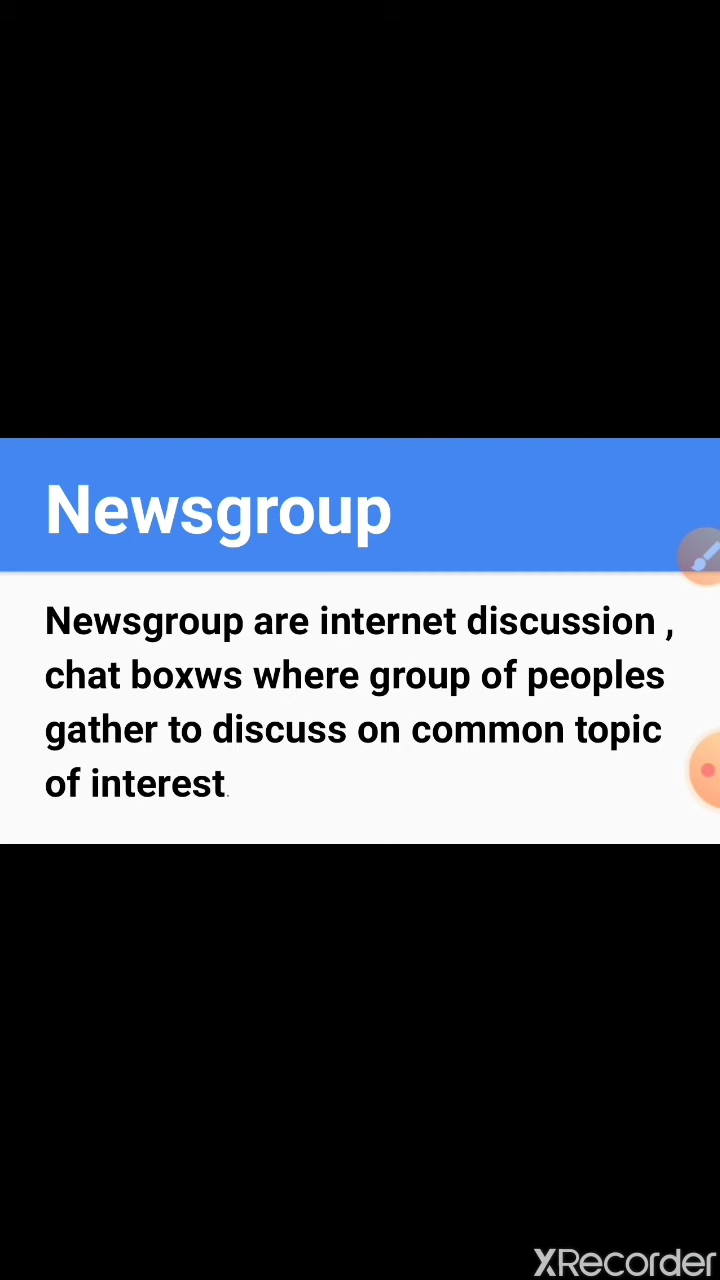 Newsgroup
Newsgroup are internet discussion ,
chat boxws where group of peoples
gather to discuss on common topic
of interest.
XRecorder